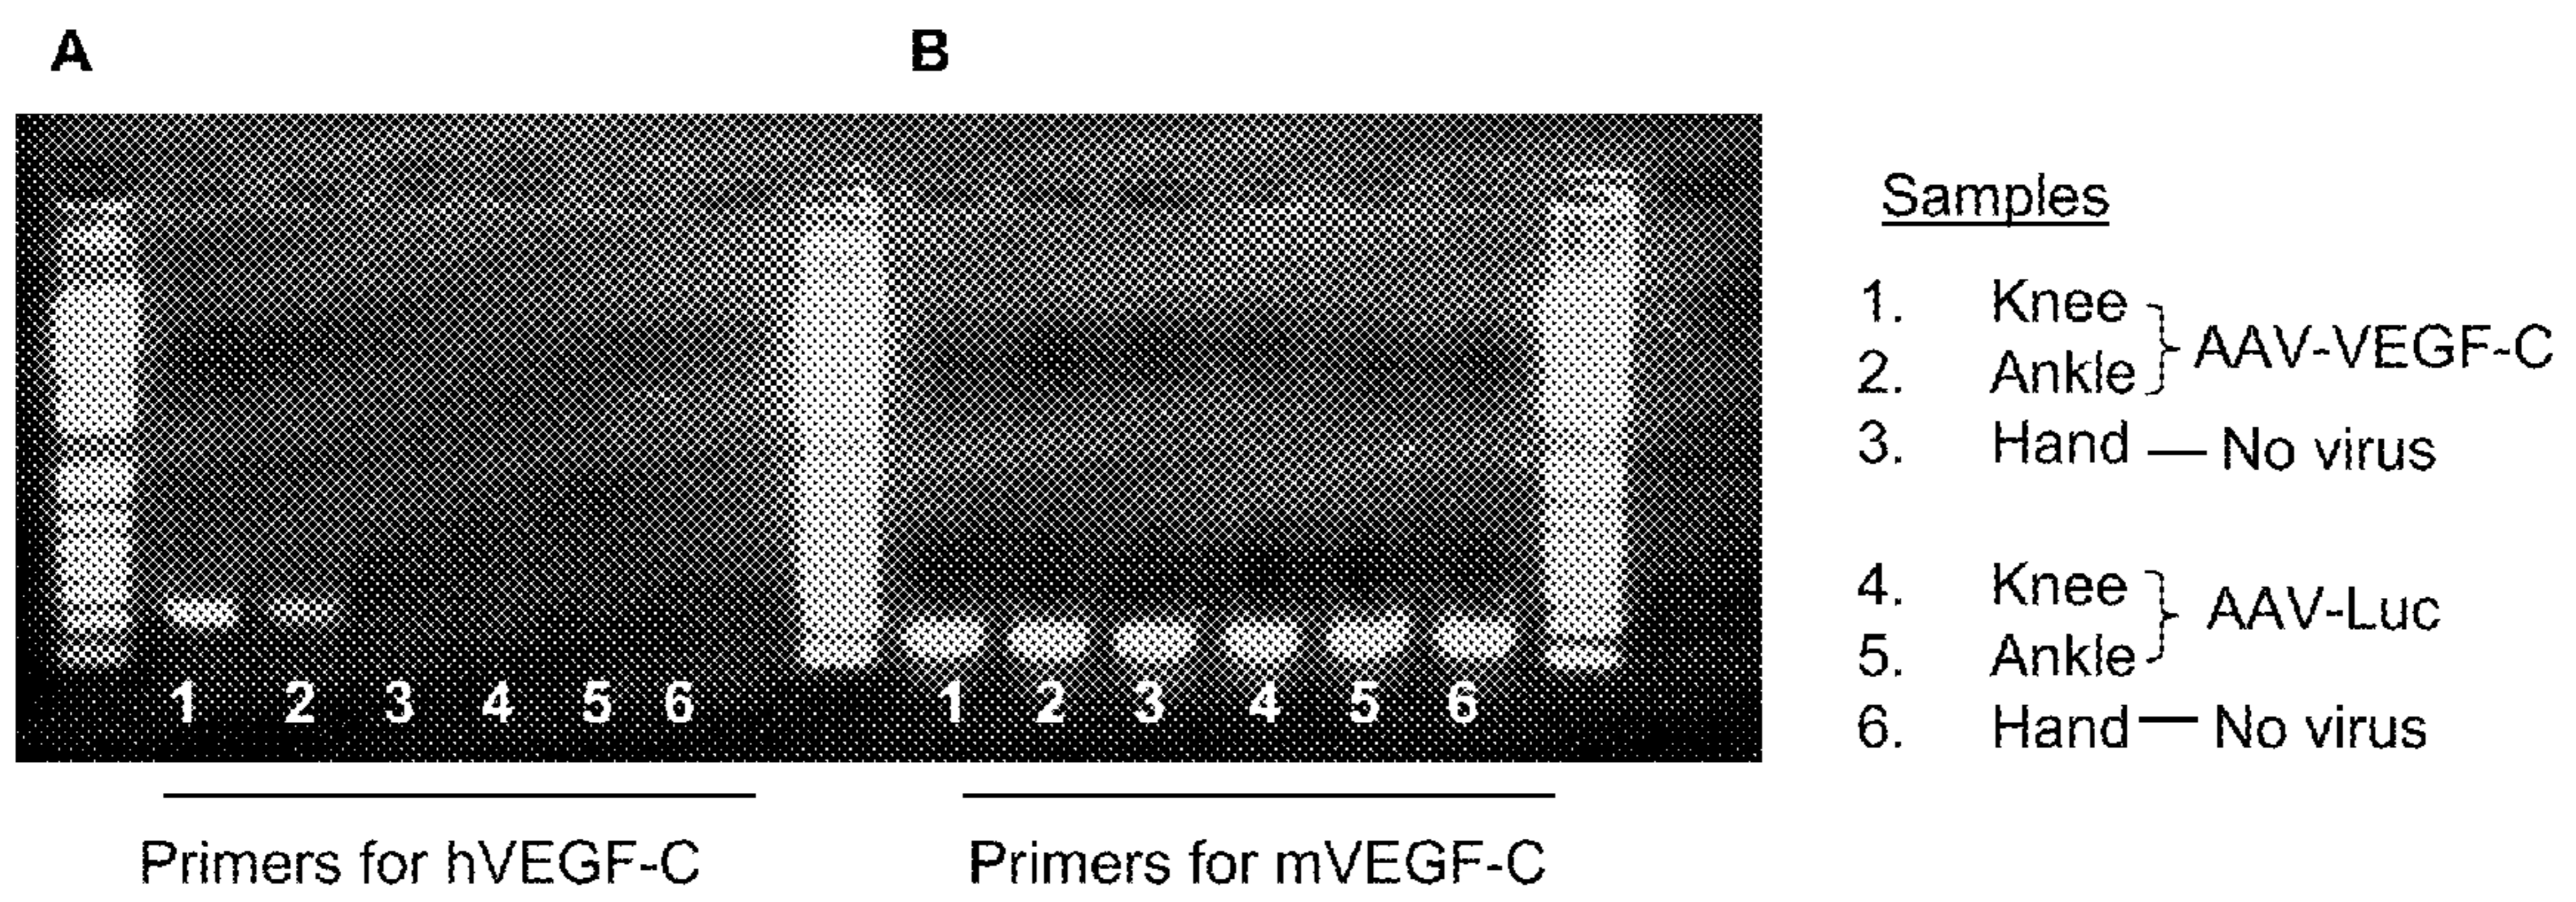 A
B
1 2 3 4 5 6
1 2 3 4 5 6
Primers for hVEGF-C
Primers for mVEGF-C
Samples
1. Knee
2. Ankle
AAV-VEGF-C
3. Hand — No virus
4. Knee
5. Ankle
AAV-Luc
6. Hand — No virus